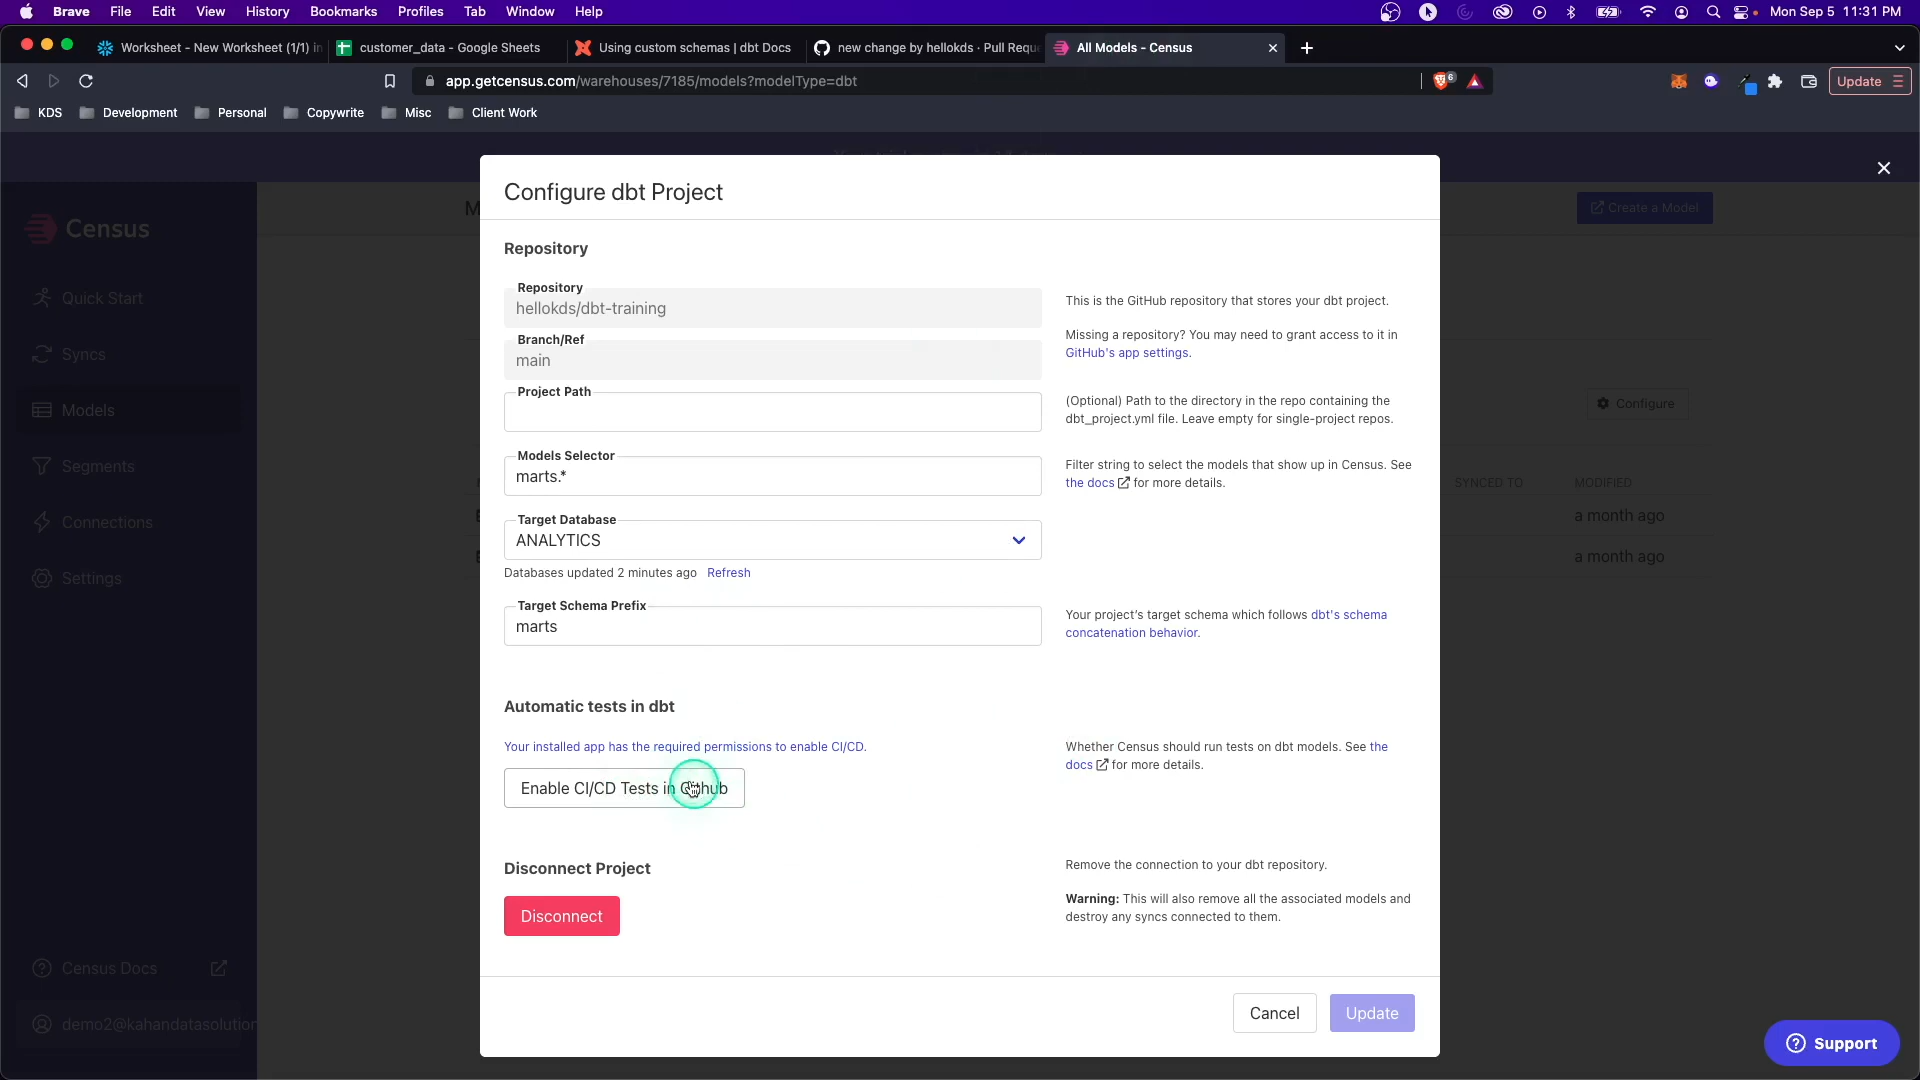 Brave File Edit View History Bookmarks Profiles Tab Window Help Mon Sep 5 11:31 PM
Worksheet - New Worksheet (1/1) in
customer_data - Google Sheets
Using custom schemas | dbt Docs
new change by hellokds · Pull Reque
All Models - Census
app.getcensus.com/warehouses/7185/models?modelType=dbt
6
Update
KDS Development Personal Copywrite Misc Client Work
Census
Create a Model
Quick Start
Syncs
Models
Segments
Connections
Settings
Configure
SYNCED TO MODIFIED
a month ago
a month ago
Configure dbt Project
Repository
Repository
hellokds/dbt-training
This is the GitHub repository that stores your dbt project.
Missing a repository? You may need to grant access to it in
GitHub's app settings.
Branch/Ref
main
Project Path
(Optional) Path to the directory in the repo containing the
dbt_project.yml file. Leave empty for single-project repos.
Models Selector
marts.*
Filter string to select the models that show up in Census. See
the docs for more details.
Target Database
ANALYTICS
Databases updated 2 minutes ago Refresh
Target Schema Prefix
marts
Your project's target schema which follows dbt's schema
concatenation behavior.
Automatic tests in dbt
Your installed app has the required permissions to enable CI/CD.
Enable CI/CD Tests in Github
Whether Census should run tests on dbt models. See the
docs for more details.
Disconnect Project
Disconnect
Remove the connection to your dbt repository.
Warning: This will also remove all the associated models and
destroy any syncs connected to them.
Cancel Update
Census Docs
demo2@kahandatasolution
Support